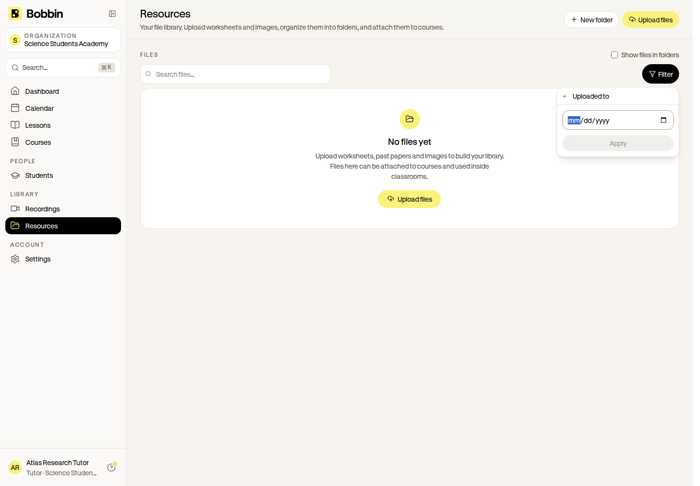 Bobbin
ORGANIZATION
S
Science Students Academy
Search...
⌘K
Dashboard
Calendar
Lessons
Courses
PEOPLE
Students
LIBRARY
Recordings
Resources
ACCOUNT
Settings
AR
Atlas Research Tutor
Tutor · Science Studen...
Resources
Your file library. Upload worksheets and images, organize them into folders, and attach them to courses.
New folder
Upload files
FILES
Show files in folders
Search files...
Filter
Uploaded to
mm/dd/yyyy
Apply
No files yet
Upload worksheets, past papers and images to build your library.
Files here can be attached to courses and used inside
classrooms.
Upload files